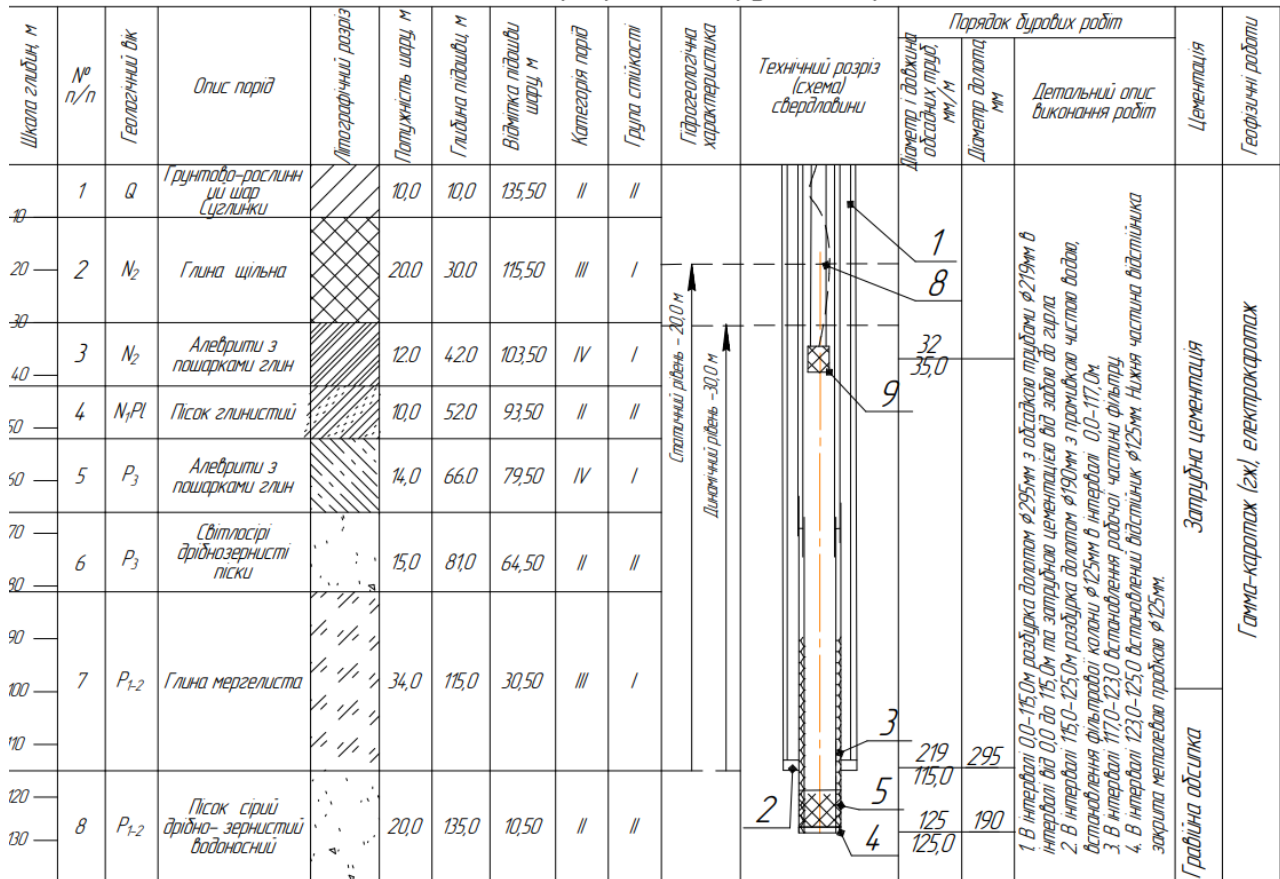 Шкала глибин, м
№
п/п
Геологічний вік
Опис порід
Літографічний розріз
Потужність шару, м
Глибина підошви, м
Відмітка підошви
шару, м
Категорія порід
Група стійкості
Гідрогеологічна
характеристика
Технічний розріз
(схема)
свердловини
Порядок бурових робіт
Діаметр і довжина
обсадних труб,
мм/м
Діаметр долота,
мм
Детальний опис
виконання робіт
Цементація
Геофізичні роботи
1
Q
Грунтово-рослинн
ий шар
Суглинки
10,0
10,0
135,50
II
II
10
2
N2
Глина щільна
20.0
30.0
115,50
III
I
20
30
3
N2
Алеврити з
пошарками глин
12.0
42.0
103,50
IV
I
40
4
N1Pl
Пісок глинистий
10,0
52.0
93,50
II
II
50
5
P3
Алеврити з
пошарками глин
14,0
66.0
79,50
IV
I
60
6
P3
Світлосірі
дрібнозернисті
піски
15,0
81,0
64,50
II
II
70
80
7
P1-2
Глина мергелиста
34,0
115,0
30,50
III
I
90
100
110
8
P1-2
Пісок сірий
дрібно- зернистий
водоносний
20,0
135,0
10,50
II
II
120
130
Статичний рівень - 20,0 м
Динамічний рівень -30,0 м
1
8
9
3
5
2
4
32
35,0
219
115,0
295
125
125,0
190
1. В інтервалі 0,0-115,0м розбурка долотом ⌀295мм з обсадкою трубами ⌀219мм в
інтервалі від 0,0 до 115,0м та затрубною цементацією від забою до гирла
2. В інтервалі 115,0-125,0м розбурка долотом ⌀190мм з промивкою чистою водою,
встановлення фільтрової колони ⌀125мм в інтервалі 0,0-117,0м.
3. В інтервалі 117,0-123,0 встановлення робочої частини фільтру.
4. В інтервалі 123,0-125,0 встановлений відстійник ⌀125мм. Нижня частина відстійника
закрита металевою пробкою ⌀125мм.
Затрубна цементація
Гравійна обсипка
Гамма-каротаж (гж), електрокаротаж